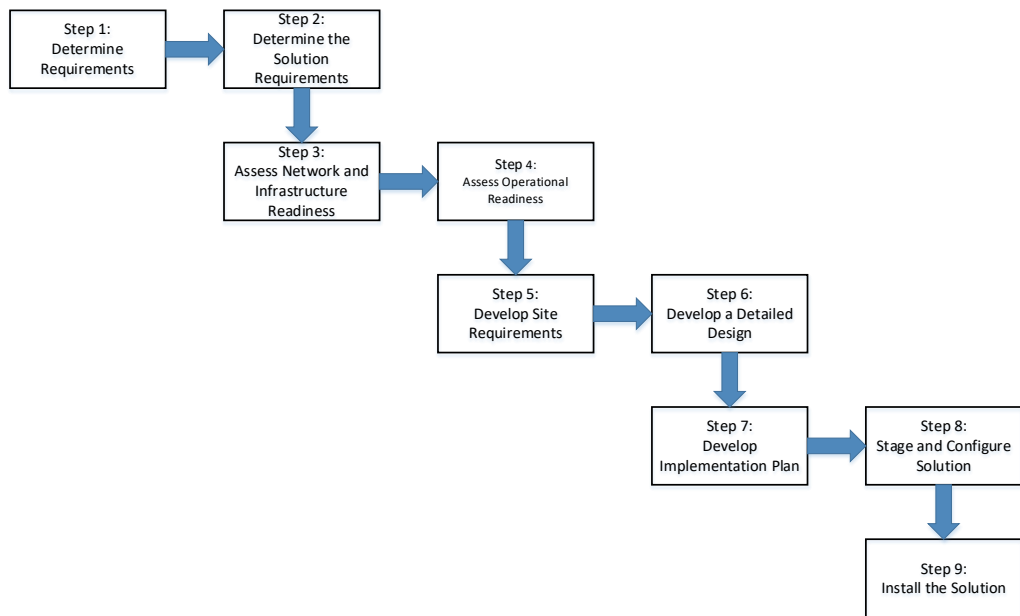 Step 1:
Determine
Requirements
Step 2:
Determine the
Solution
Requirements
Step 3:
Assess Network and
Infrastructure
Readiness
Step 4:
Assess Operational
Readiness
Step 5:
Develop Site
Requirements
Step 6:
Develop a Detailed
Design
Step 7:
Develop
Implementation Plan
Step 8:
Stage and Configure
Solution
Step 9:
Install the Solution